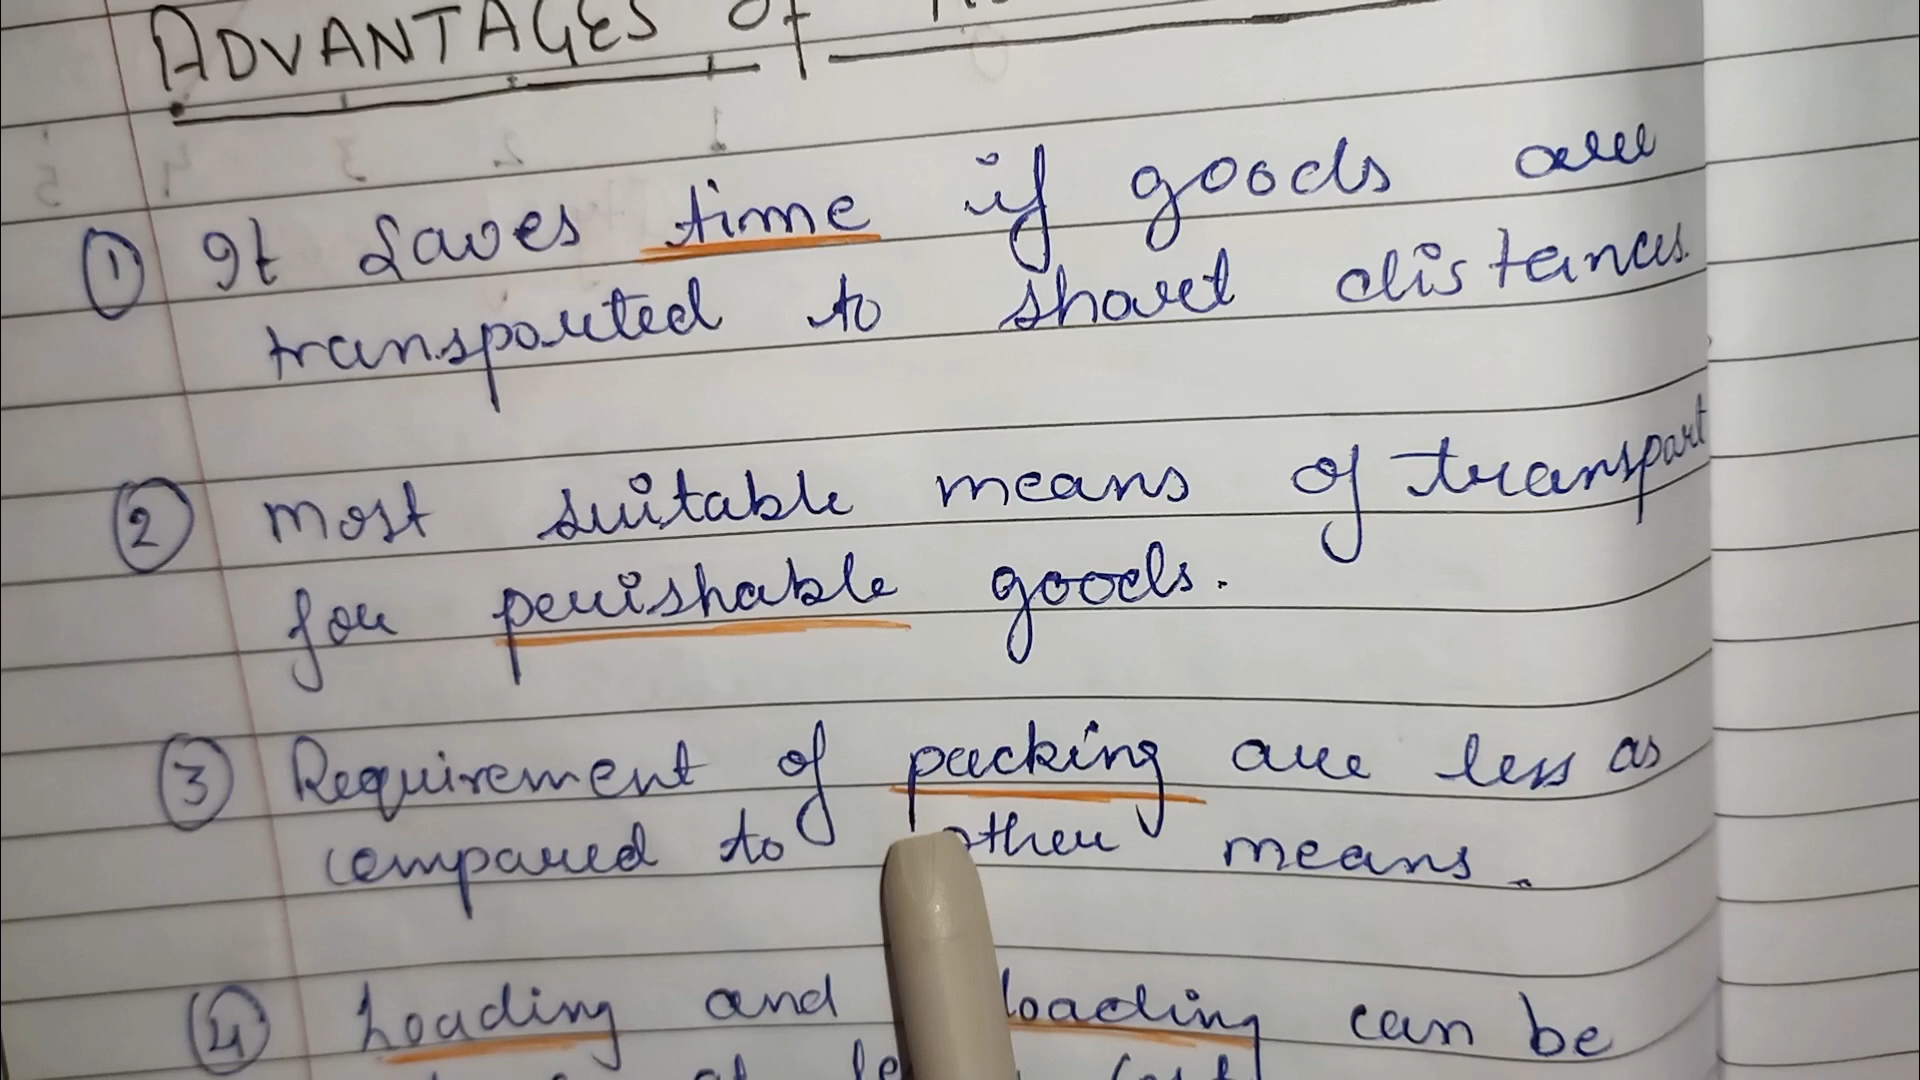 ADVANTAGES Of
① It saves time if goods are
transported to short distances.
② Most suitable means of transport
for perishable goods.
③ Requirement of packing are less as
compared to other means.
④ Loading and loading can be
at